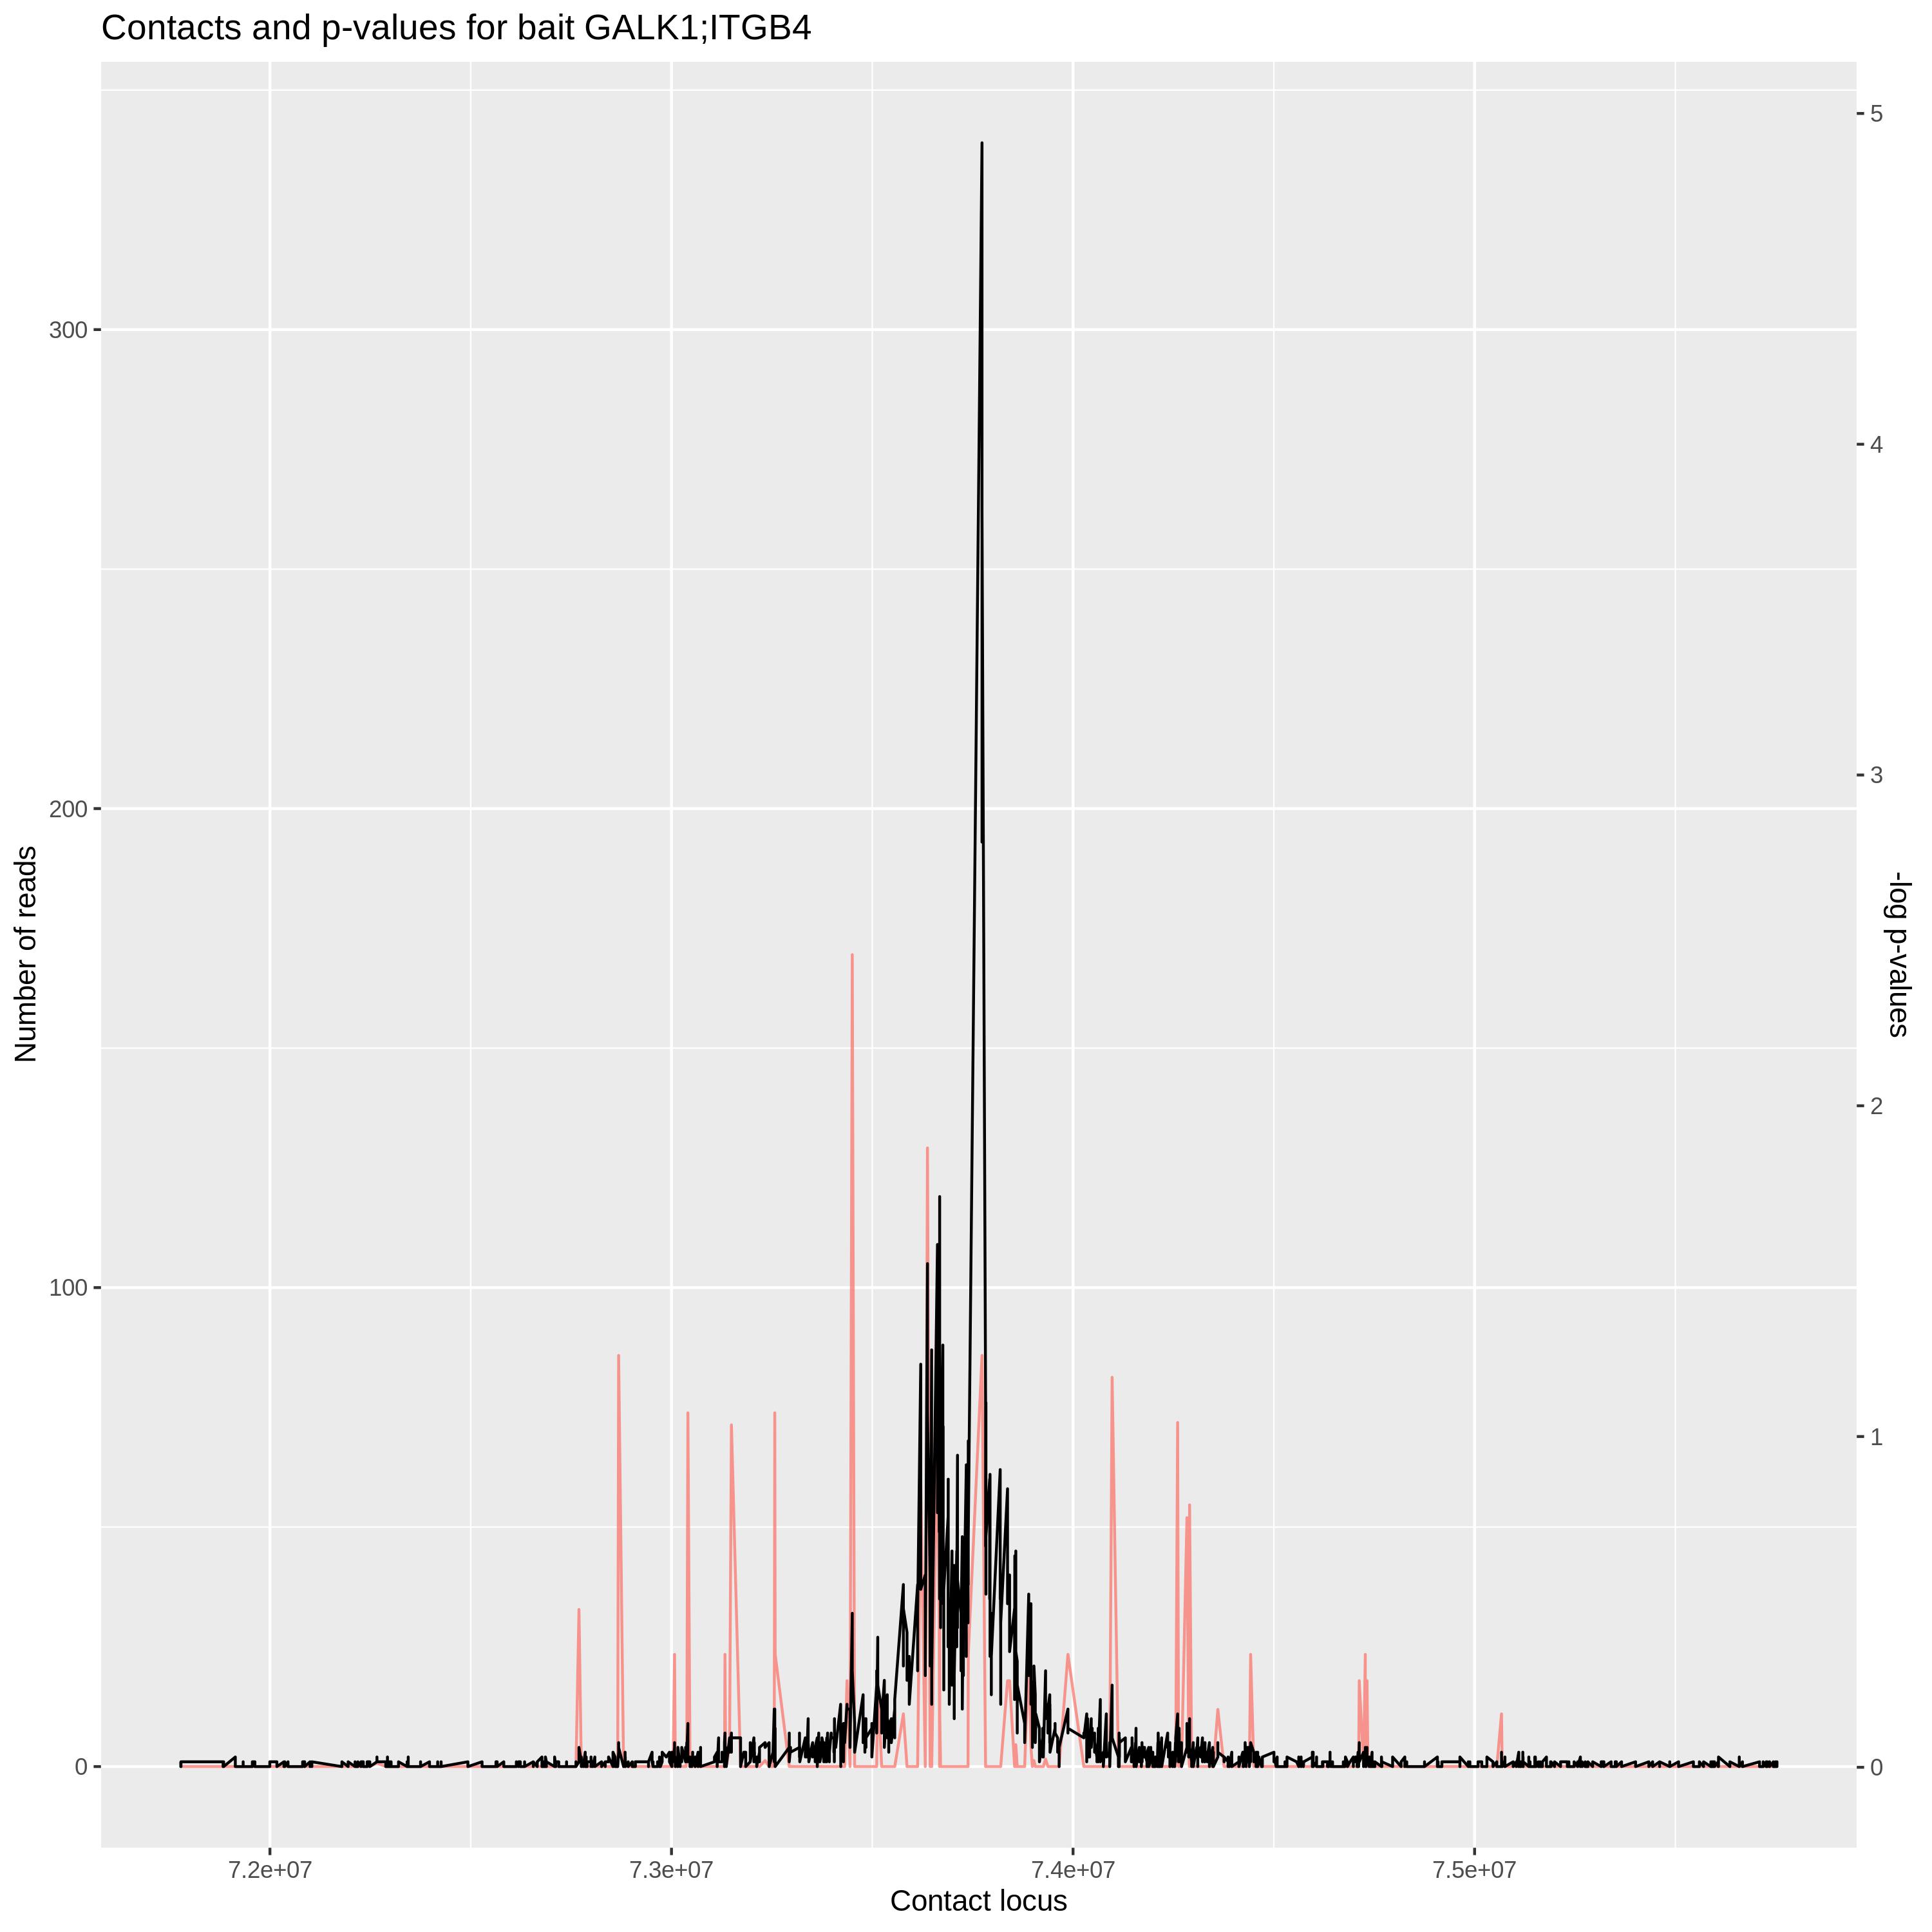 Contacts and p-values for bait GALK1;ITGB4
Number of reads
300
200
100
0
5
4
3
2
1
0
-log p-values
7.2e+07 7.3e+07 7.4e+07 7.5e+07
Contact locus